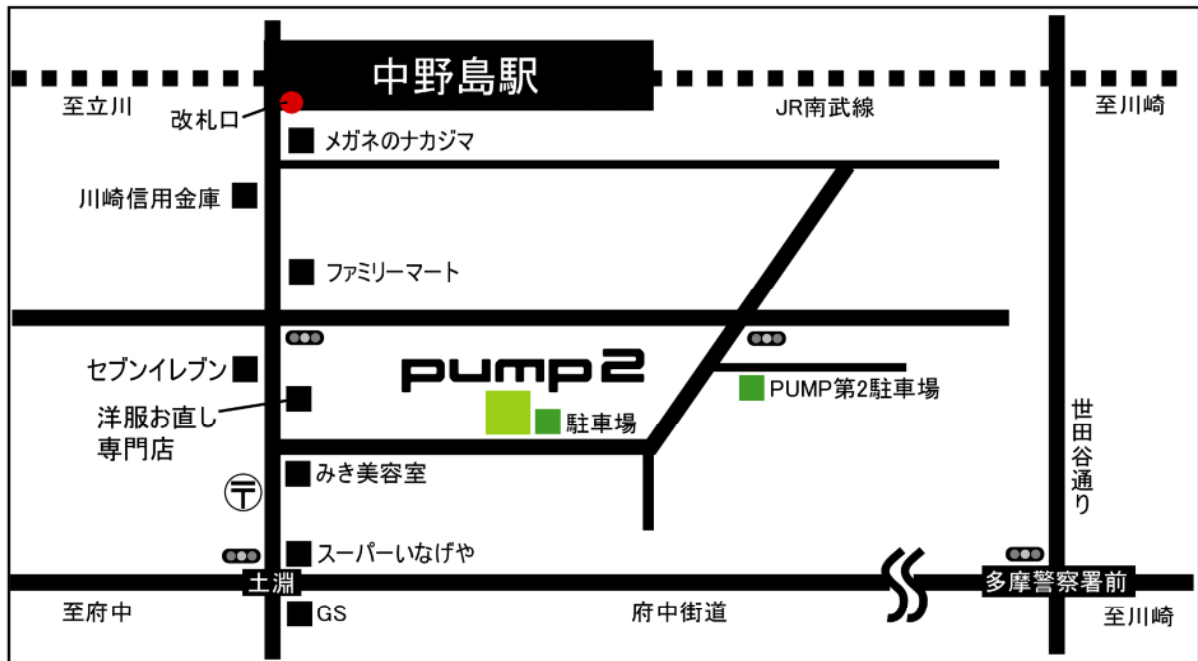 中野島駅
至立川
改札口
JR南武線
至川崎
メガネのナカジマ
川崎信用金庫
ファミリーマート
セブンイレブン
pump2
PUMP第2駐車場
洋服お直し
専門店
駐車場
世田谷通り
みき美容室
〒
スーパーいなげや
土淵
多摩警察署前
至府中
GS
府中街道
至川崎